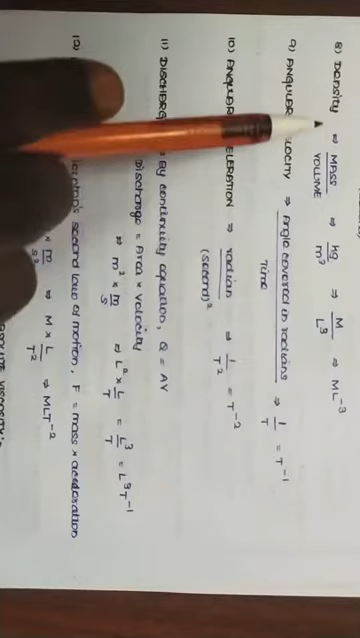 8) Density ⇒ MASS / VOLUME ⇒ kg / m³ ⇒ M / L³ ⇒ ML⁻³
9) ANGULAR ⇒ Angle covered in radians / Time ⇒ 1 / T = T⁻¹
10) ANGULAR ⇒ radian / (second)² ⇒ 1 / T² = T⁻²
11) By continuity equation, Q = AV
Discharge = Area × velocity
⇒ m² × m / s ⇒ L² × L / T = L³ / T = L³T⁻¹
12) second law of motion, F = mass × acceleration
× m / s² ⇒ M × L / T² ⇒ MLT⁻²